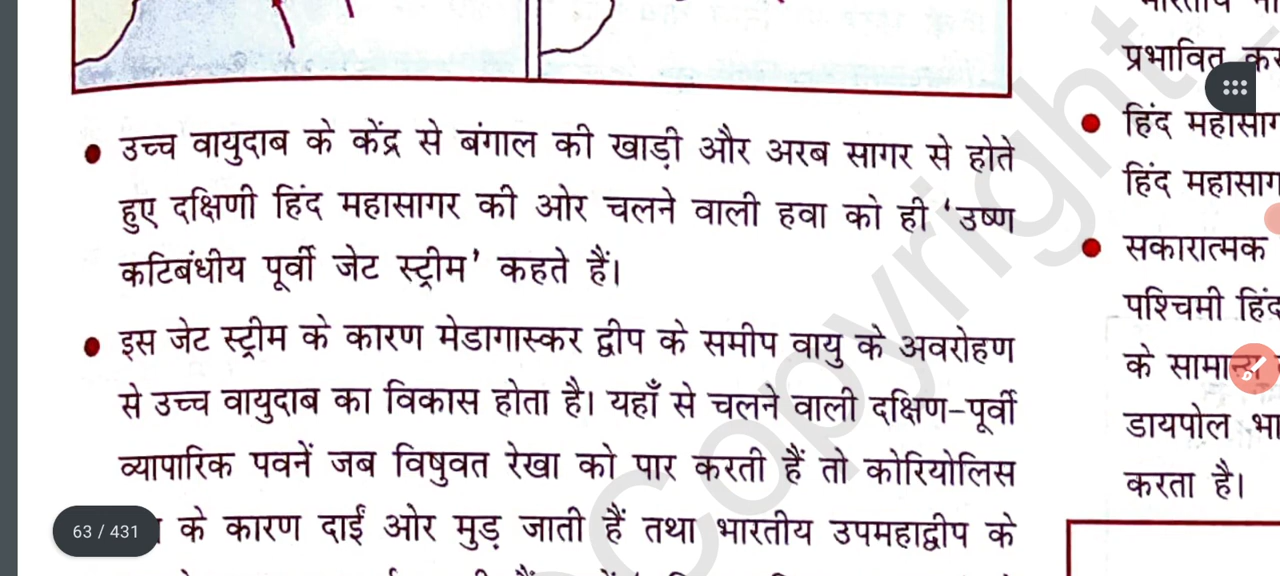 उच्च वायुदाब के केंद्र से बंगाल की खाड़ी और अरब सागर से होते
हुए दक्षिणी हिंद महासागर की ओर चलने वाली हवा को ही ‘उष्ण
कटिबंधीय पूर्वी जेट स्ट्रीम’ कहते हैं।
इस जेट स्ट्रीम के कारण मेडागास्कर द्वीप के समीप वायु के अवरोहण
से उच्च वायुदाब का विकास होता है। यहाँ से चलने वाली दक्षिण-पूर्वी
व्यापारिक पवनें जब विषुवत रेखा को पार करती हैं तो कोरियोलिस
के कारण दाईं ओर मुड़ जाती हैं तथा भारतीय उपमहाद्वीप के
प्रभावित
हिंद
हिंद
सकारात्मक
पश्चिमी हिंद
के
डायपोल
करता है।
63 / 431
Copyright